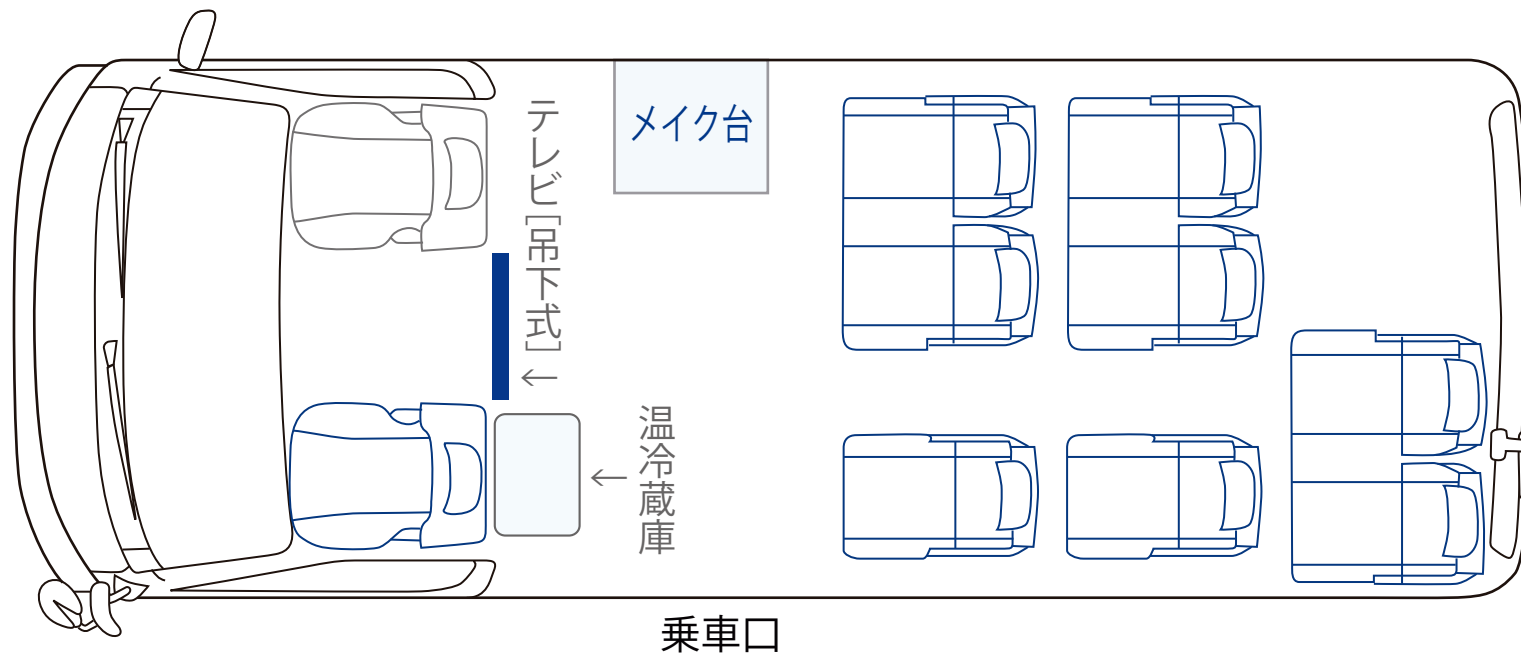 テレビ[吊下式]
←
メイク台
←
温冷蔵庫
乗車口